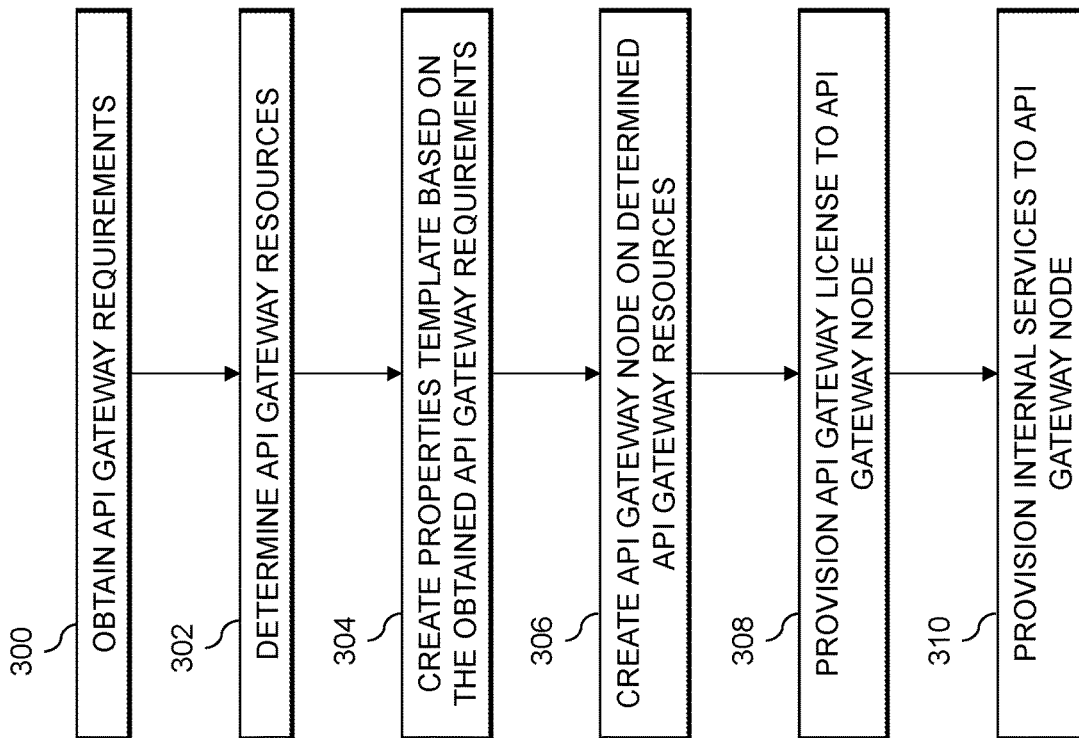 300
OBTAIN API GATEWAY REQUIREMENTS
302
DETERMINE API GATEWAY RESOURCES
304
CREATE PROPERTIES TEMPLATE BASED ON
THE OBTAINED API GATEWAY REQUIREMENTS
306
CREATE API GATEWAY NODE ON DETERMINED
API GATEWAY RESOURCES
308
PROVISION API GATEWAY LICENSE TO API
GATEWAY NODE
310
PROVISION INTERNAL SERVICES TO API
GATEWAY NODE